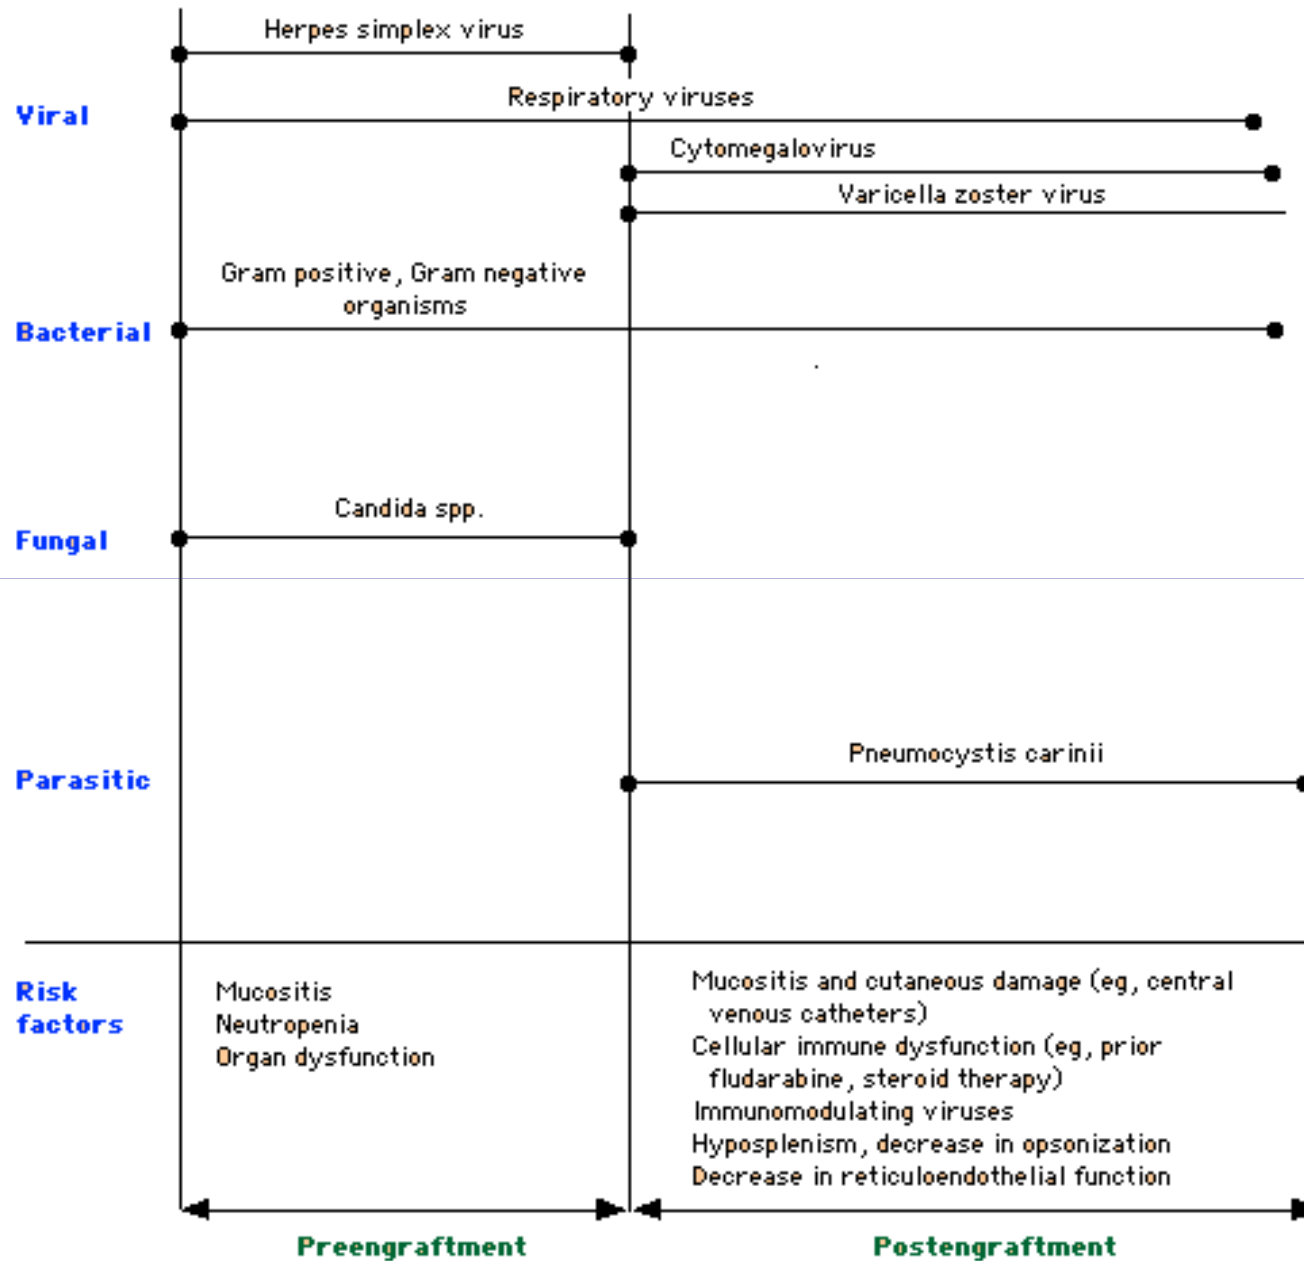 Herpes simplex virus
Respiratory viruses
Viral
Cytomegalovirus
Varicella zoster virus
Gram positive, Gram negative
organisms
Bacterial
Candida spp.
Fungal
Pneumocystis carinii
Parasitic
Risk
factors
Mucositis
Neutropenia
Organ dysfunction
Mucositis and cutaneous damage (eg, central
venous catheters)
Cellular immune dysfunction (eg, prior
fludarabine, steroid therapy)
Immunomodulating viruses
Hyposplenism, decrease in opsonization
Decrease in reticuloendothelial function
Preengraftment
Postengraftment